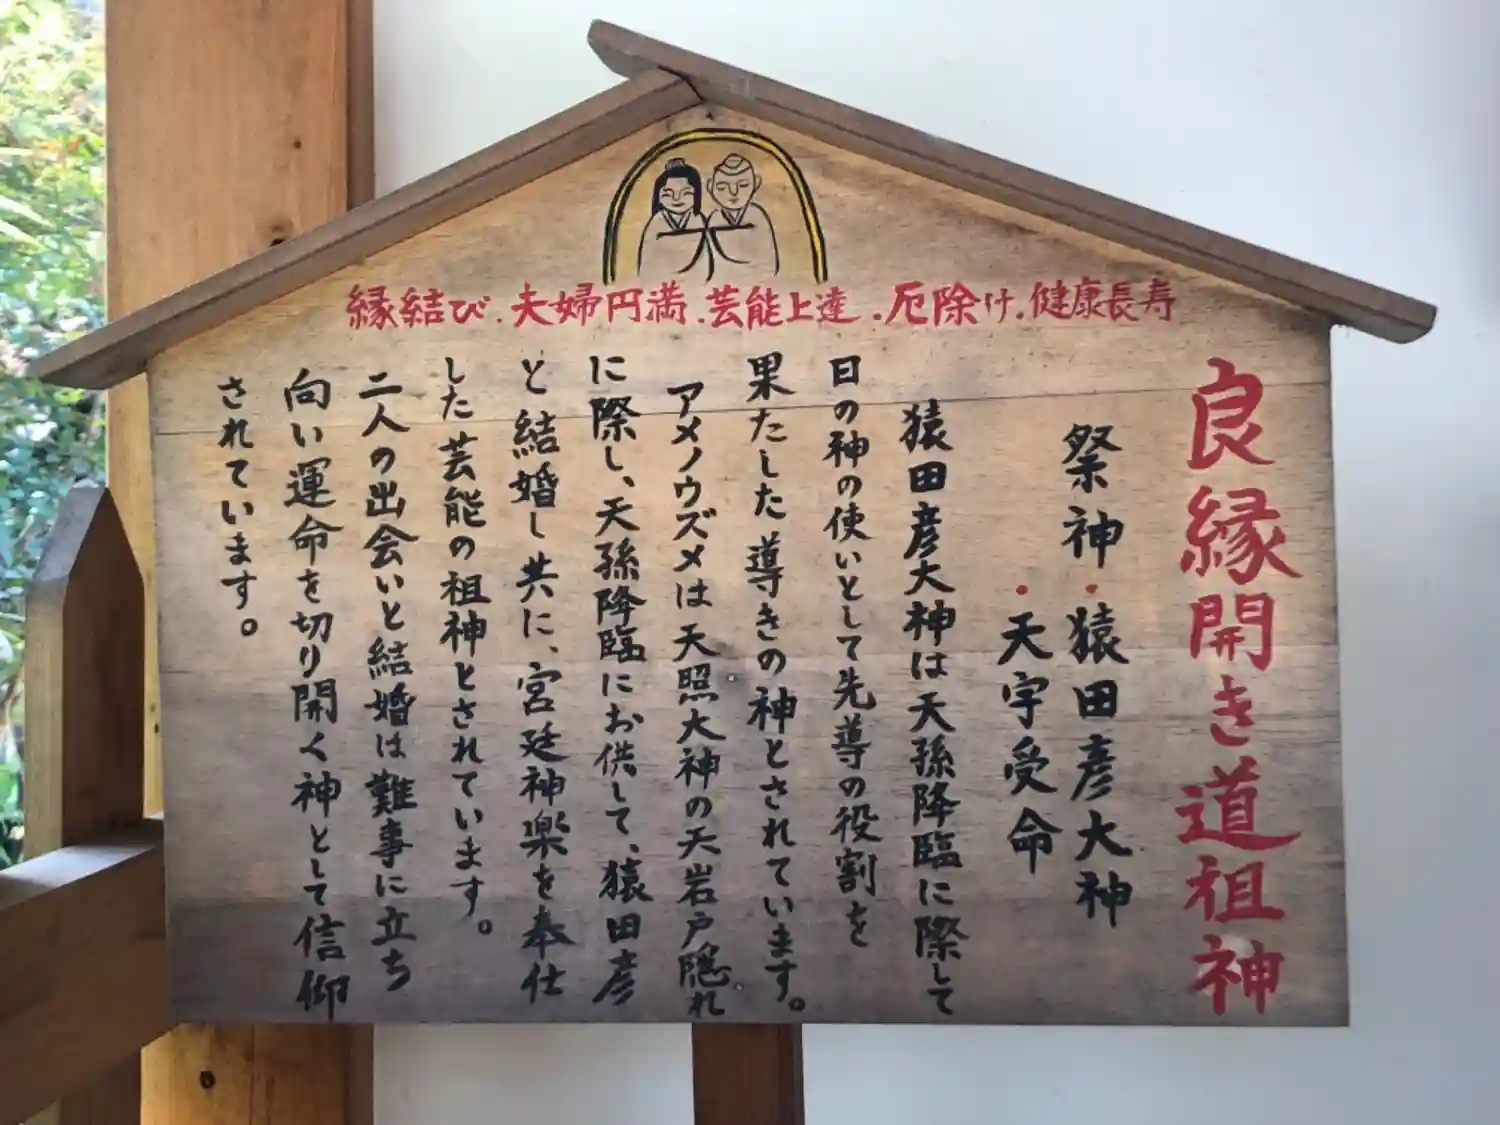 縁結び.夫婦円満.芸能上達.厄除け.健康長寿
良縁開き道祖神
祭神・猿田彦大神
・天宇受命
猿田彦大神は天孫降臨に際して
日の神の使いとして先導の役割を
果たした導きの神とされています。
アメノウズメは天照大神の天岩戸隠れ
に際し、天孫降臨にお供して、猿田彦
と結婚し共に、宮廷神楽を奉仕
した芸能の祖神とされています。
二人の出会いと結婚は難事に立ち
向い運命を切り開く神として信仰
されています。